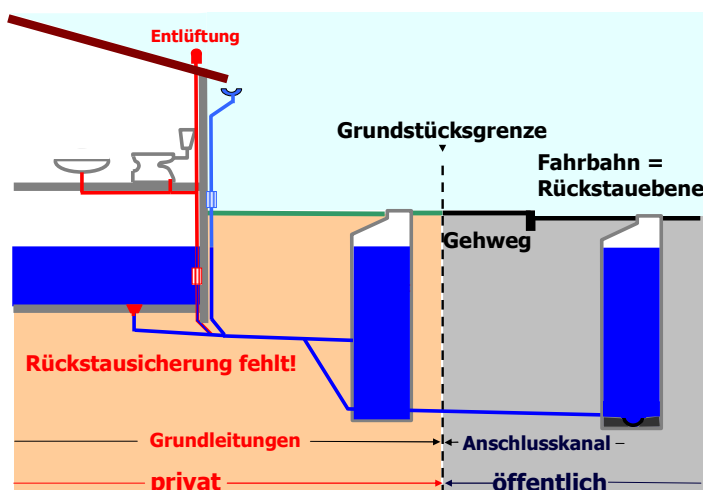 Entlüftung
Grundstücksgrenze
Fahrbahn =
Rückstauebene
Gehweg
Rückstausicherung fehlt!
Grundleitungen
Anschlusskanal
privat
öffentlich